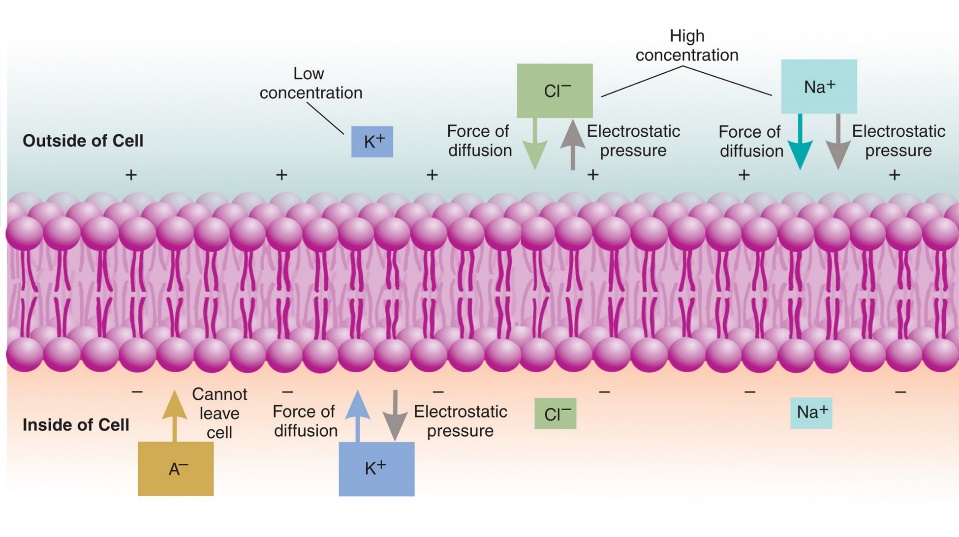 High
concentration
Low
concentration
Cl−
Na+
K+
Outside of Cell
Force of
diffusion
Electrostatic
pressure
Force of
diffusion
Electrostatic
pressure
+ + + + + +
− − − − − −
Inside of Cell
Cannot
leave
cell
Force of
diffusion
Electrostatic
pressure
Cl−
Na+
A−
K+